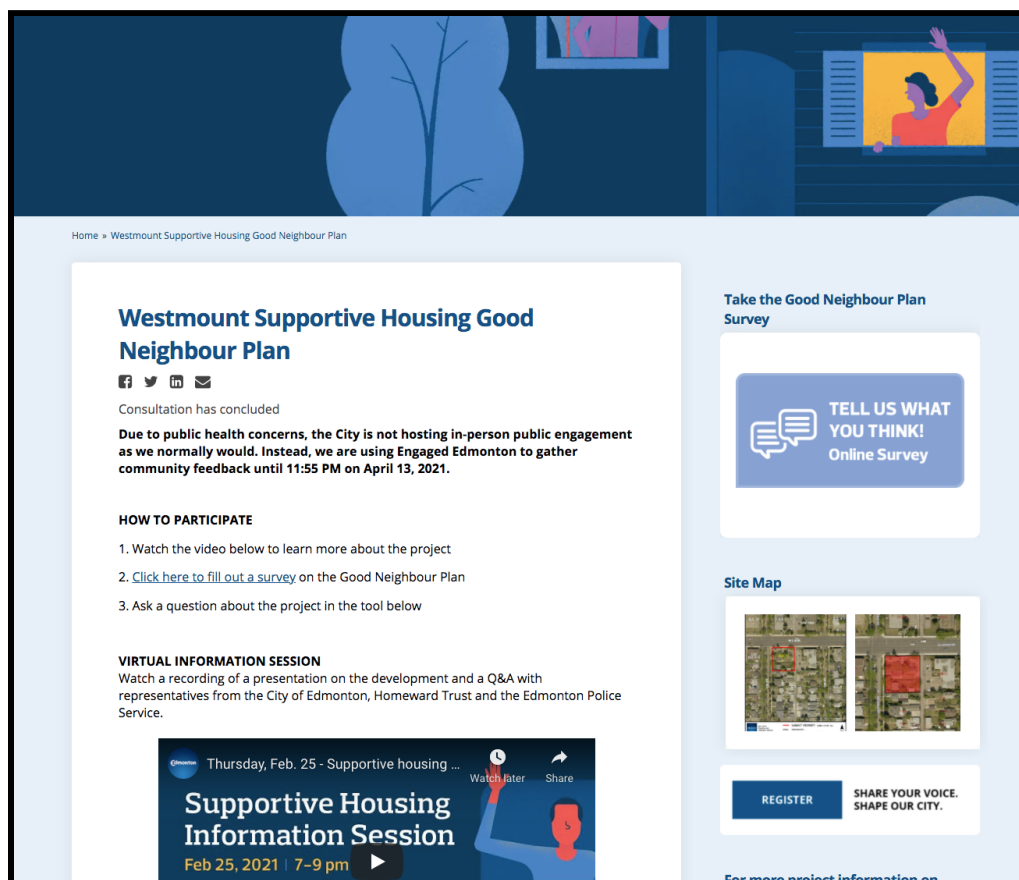 Home » Westmount Supportive Housing Good Neighbour Plan
Westmount Supportive Housing Good
Neighbour Plan
Consultation has concluded
Due to public health concerns, the City is not hosting in-person public engagement
as we normally would. Instead, we are using Engaged Edmonton to gather
community feedback until 11:55 PM on April 13, 2021.
HOW TO PARTICIPATE
1. Watch the video below to learn more about the project
2. Click here to fill out a survey on the Good Neighbour Plan
3. Ask a question about the project in the tool below
VIRTUAL INFORMATION SESSION
Watch a recording of a presentation on the development and a Q&A with
representatives from the City of Edmonton, Homeward Trust and the Edmonton Police
Service.
Edmonton
Thursday, Feb. 25 - Supportive housing ...
Watch later
Share
Supportive Housing
Information Session
Feb 25, 2021 | 7–9 pm
Take the Good Neighbour Plan
Survey
TELL US WHAT
YOU THINK!
Online Survey
Site Map
REGISTER
SHARE YOUR VOICE.
SHAPE OUR CITY.
For more project information on